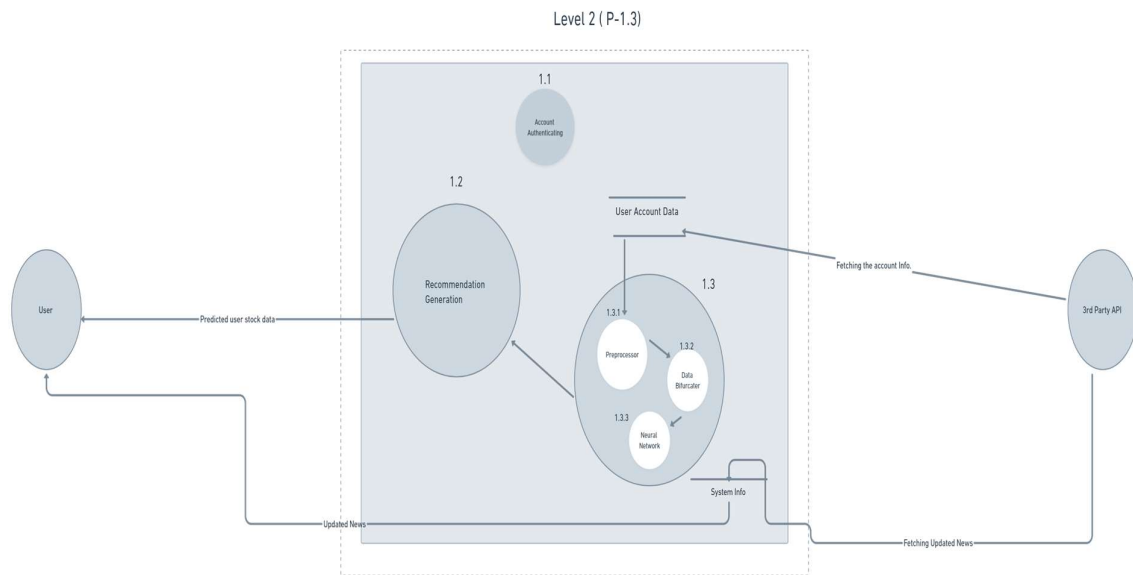 Level 2 ( P-1.3)
1.1
Account
Authenticating
1.2
User Account Data
Fetching the account Info.
Recommendation
Generation
1.3
User
3rd Party API
1.3.1
Predicted user stock data
1.3.2
Preprocessor
Data
Bifurcater
1.3.3
Neural
Network
System Info
Updated News
Fetching Updated News